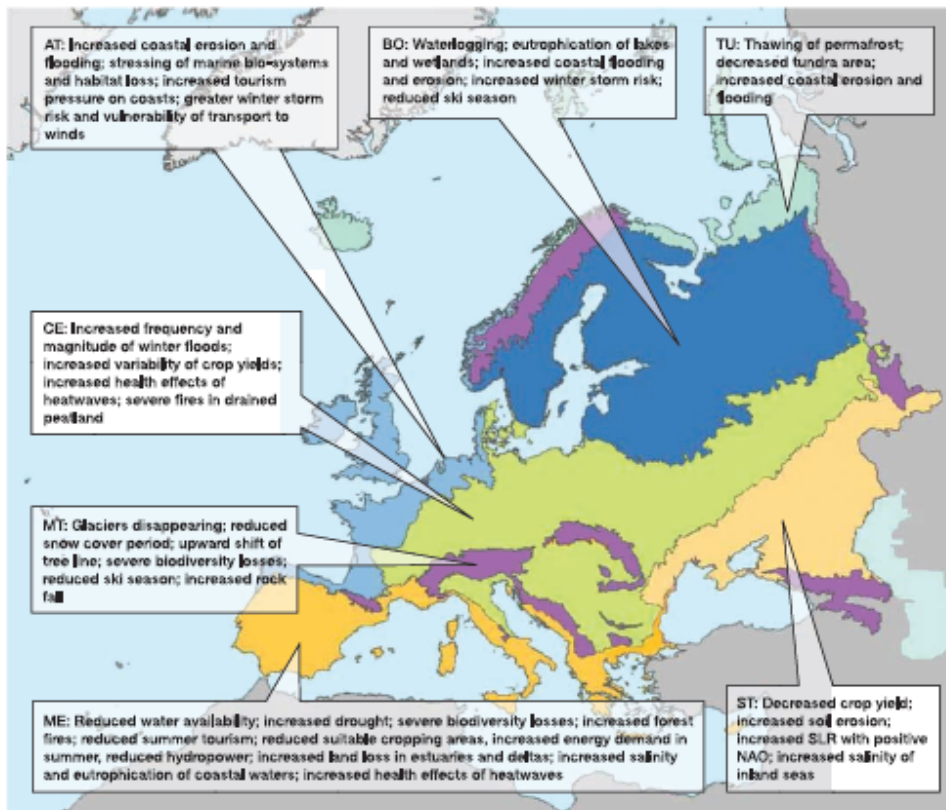 AT: Increased coastal erosion and
flooding; stressing of marine bio-systems
and habitat loss; increased tourism
pressure on coasts; greater winter storm
risk and vulnerability of transport to
winds
BO: Waterlogging; eutrophication of lakes
and wetlands; increased coastal flooding
and erosion; increased winter storm risk;
reduced ski season
TU: Thawing of permafrost;
decreased tundra area;
increased coastal erosion and
flooding
CE: Increased frequency and
magnitude of winter floods;
increased variability of crop yields;
increased health effects of
heatwaves; severe fires in drained
peatland
MT: Glaciers disappearing; reduced
snow cover period; upward shift of
tree line; severe biodiversity losses;
reduced ski season; increased rock
fall
ME: Reduced water availability; increased drought; severe biodiversity losses; increased forest
fires; reduced summer tourism; reduced suitable cropping areas, increased energy demand in
summer, reduced hydropower; increased land loss in estuaries and deltas; increased salinity
and eutrophication of coastal waters; increased health effects of heatwaves
ST: Decreased crop yield;
increased soil erosion;
increased SLR with positive
NAO; increased salinity of
inland seas